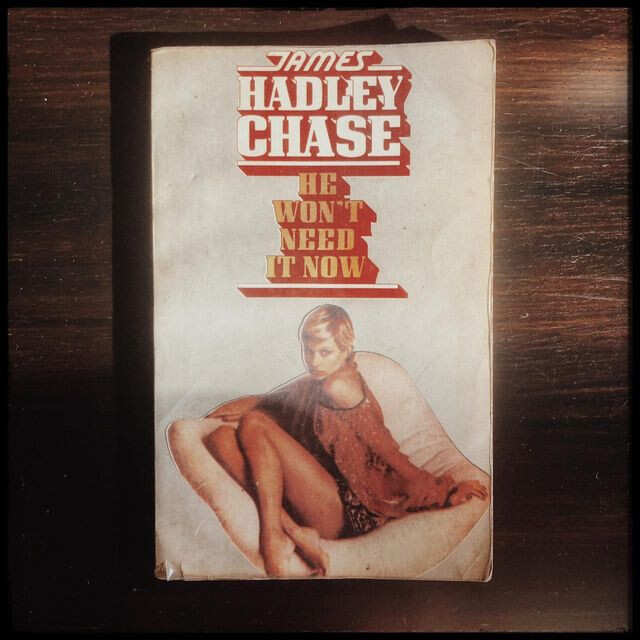 JAMES
HADLEY
CHASE
HE
WON'T
NEED
IT NOW